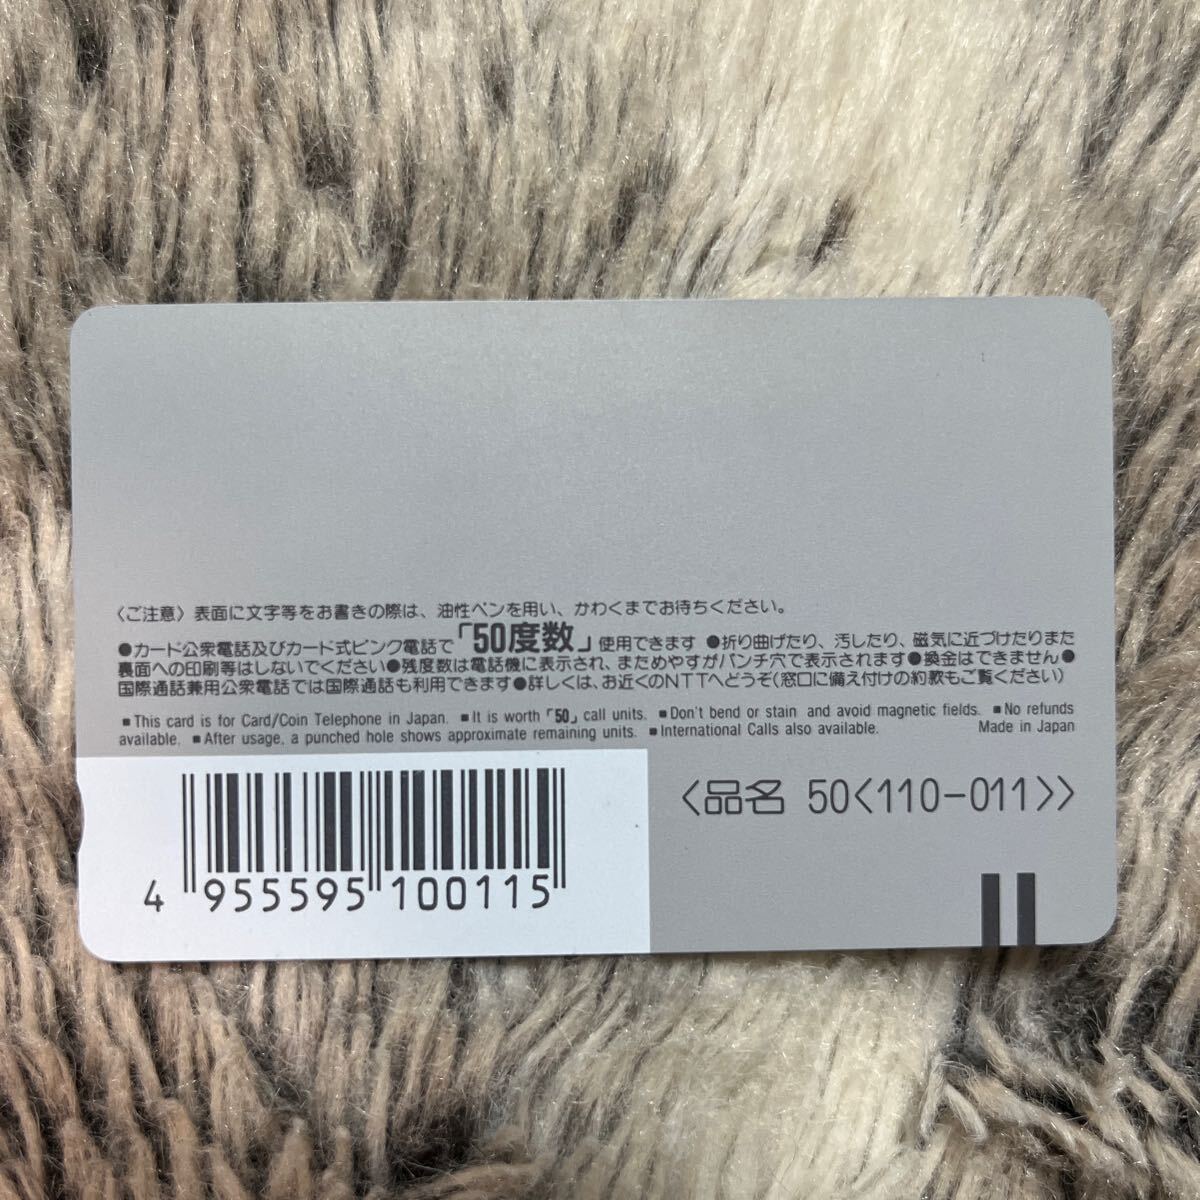 〈ご注意〉表面に文字等をお書きの際は、油性ペンを用い、かわくまでお待ちください。
●カード公衆電話及びカード式ピンク電話で「50度数」使用できます ●折り曲げたり、汚したり、磁気に近づけたりまた
裏面への印刷等はしないでください●残度数は電話機に表示され、まためやすがパンチ穴で表示されます●換金はできません●
国際通話兼用公衆電話では国際通話も利用できます●詳しくは、お近くのNTTへどうぞ(窓口に備え付けの約款もご覧ください)
■This card is for Card/Coin Telephone in Japan. ■It is worth「50」call units. ■Don't bend or stain and avoid magnetic fields. ■No refunds
available. ■After usage, a punched hole shows approximate remaining units. ■International Calls also available. Made in Japan
〈品名 50〈110-011〉〉
4 955595 100115